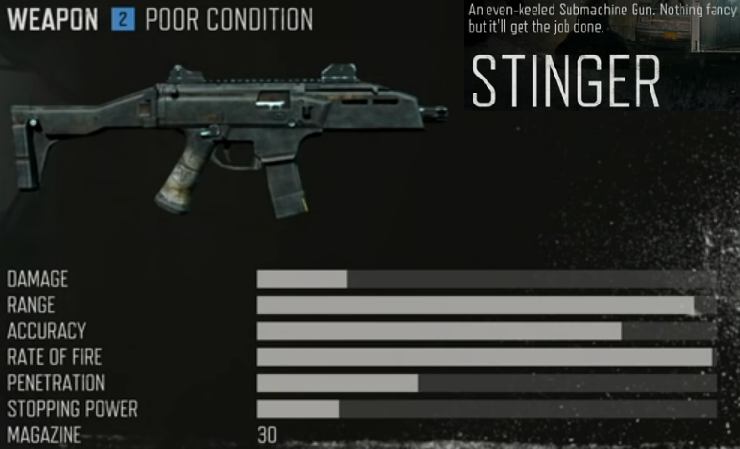 WEAPON 2 POOR CONDITION
An even-keeled Submachine Gun. Nothing fancy
but it'll get the job done.
STINGER
DAMAGE
RANGE
ACCURACY
RATE OF FIRE
PENETRATION
STOPPING POWER
MAGAZINE 30